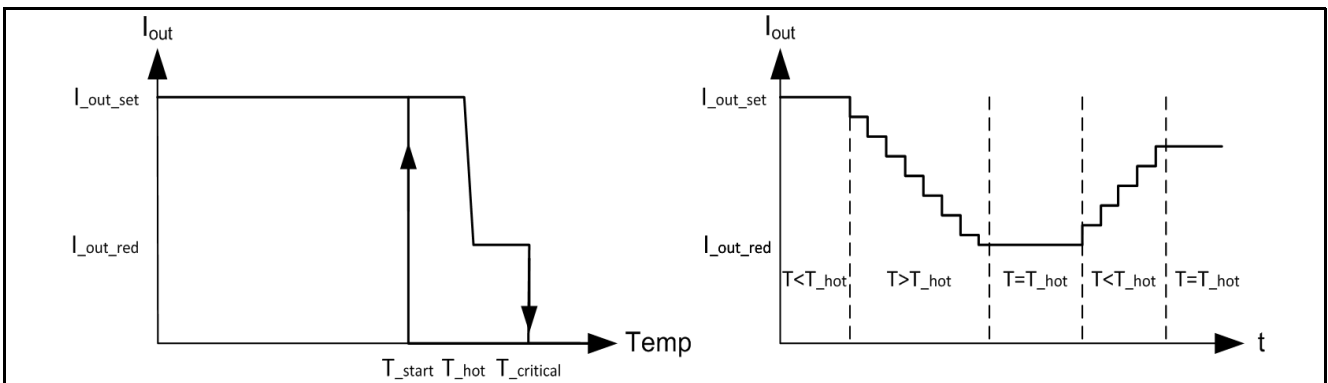 I_out
I_out_set
I_out_red
T_start T_hot T_critical
Temp
I_out
I_out_set
I_out_red
T<T_hot
T>T_hot
T=T_hot
T<T_hot
T=T_hot
t